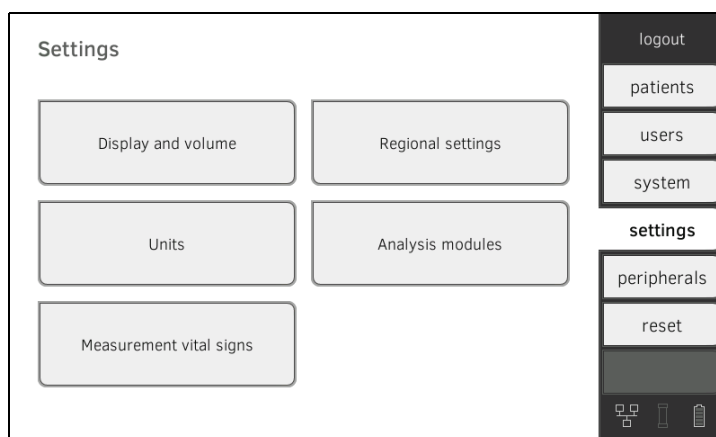 Settings
Display and volume
Regional settings
Units
Analysis modules
Measurement vital signs
logout
patients
users
system
settings
peripherals
reset